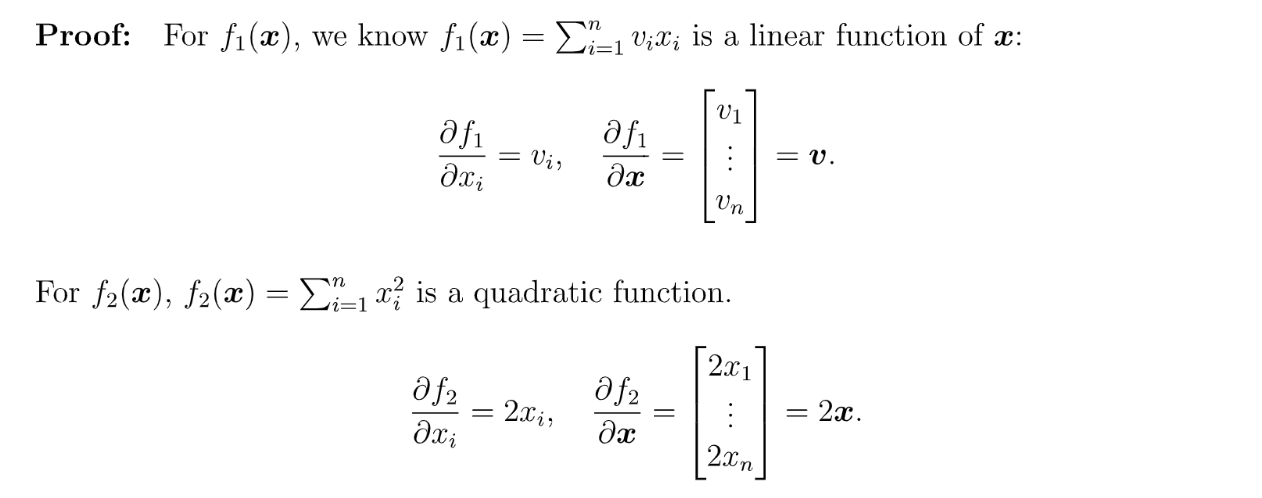 Proof: For $f_1(\boldsymbol{x})$, we know $f_1(\boldsymbol{x}) = \sum_{i=1}^{n} v_i x_i$ is a linear function of $\boldsymbol{x}$:
$\frac{\partial f_1}{\partial x_i} = v_i, \quad \frac{\partial f_1}{\partial \boldsymbol{x}} = \begin{bmatrix} v_1 \\ \vdots \\ v_n \end{bmatrix} = \boldsymbol{v}.$
For $f_2(\boldsymbol{x})$, $f_2(\boldsymbol{x}) = \sum_{i=1}^{n} x_i^2$ is a quadratic function.
$\frac{\partial f_2}{\partial x_i} = 2x_i, \quad \frac{\partial f_2}{\partial \boldsymbol{x}} = \begin{bmatrix} 2x_1 \\ \vdots \\ 2x_n \end{bmatrix} = 2\boldsymbol{x}.$